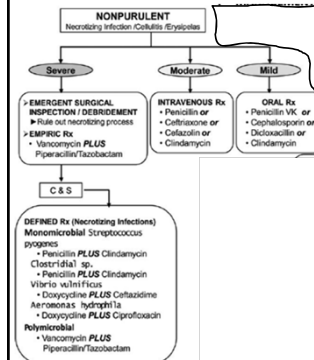 NONPURULENT
Necrotizing Infection /Cellulitis /Erysipelas
Severe
Moderate
Mild
➢EMERGENT SURGICAL
INSPECTION / DEBRIDEMENT
▶Rule out necrotizing process
➢EMPIRIC Rx
• Vancomycin PLUS
Piperacillin/Tazobactam
INTRAVENOUS Rx
• Penicillin or
• Ceftriaxone or
• Cefazolin or
• Clindamycin
ORAL Rx
• Penicillin VK or
• Cephalosporin or
• Dicloxacillin or
• Clindamycin
C & S
DEFINED Rx (Necrotizing Infections)
Monomicrobial Streptococcus
pyogenes
• Penicillin PLUS Clindamycin
Clostridial sp.
• Penicillin PLUS Clindamycin
Vibrio vulnificus
• Doxycycline PLUS Ceftazidime
Aeromonas hydrophila
• Doxycycline PLUS Ciprofloxacin
Polymicrobial
• Vancomycin PLUS
Piperacillin/Tazobactam